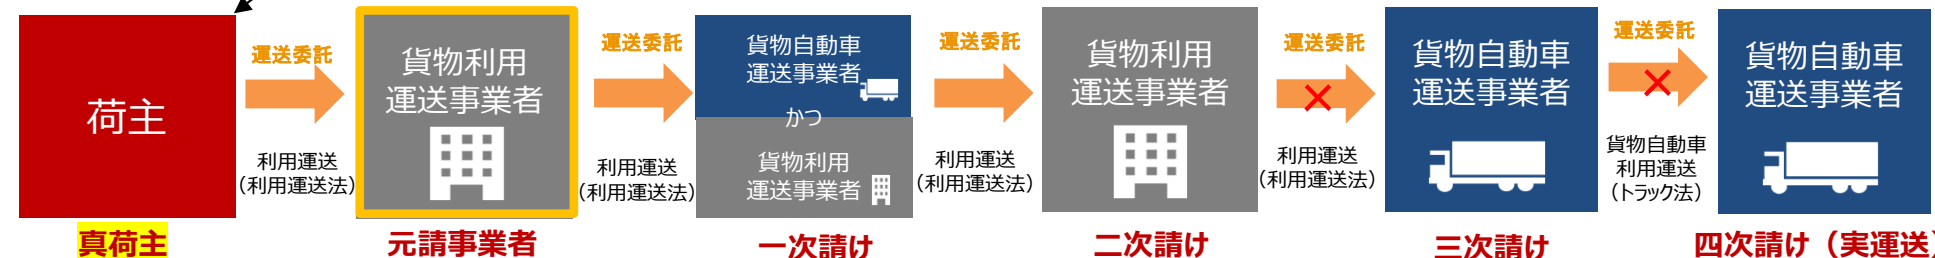 荷主
真荷主
運送委託
利用運送
(利用運送法)
貨物利用
運送事業者
元請事業者
運送委託
利用運送
(利用運送法)
貨物自動車
運送事業者
かつ
貨物利用
運送事業者
一次請け
運送委託
利用運送
(利用運送法)
貨物利用
運送事業者
二次請け
運送委託
利用運送
(利用運送法)
貨物自動車
運送事業者
三次請け
運送委託
貨物自動車
利用運送
(トラック法)
貨物自動車
運送事業者
四次請け（実運送）